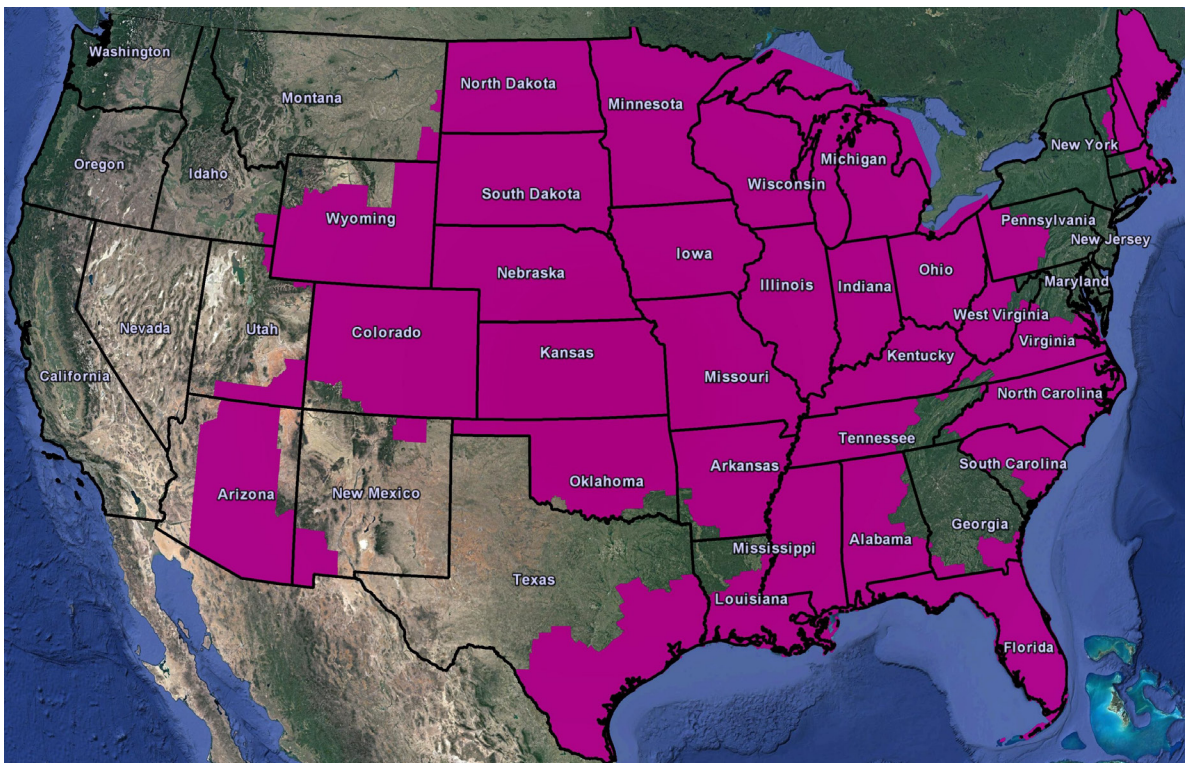 Washington
Montana
North Dakota
Minnesota
Oregon
Idaho
Wyoming
South Dakota
Wisconsin
Michigan
New York
Pennsylvania
New Jersey
Nebraska
Iowa
Illinois
Indiana
Ohio
Maryland
West Virginia
Virginia
Nevada
Utah
Colorado
Kansas
Missouri
Kentucky
California
North Carolina
Tennessee
Arizona
New Mexico
Oklahoma
Arkansas
South Carolina
Georgia
Mississippi
Alabama
Texas
Louisiana
Florida